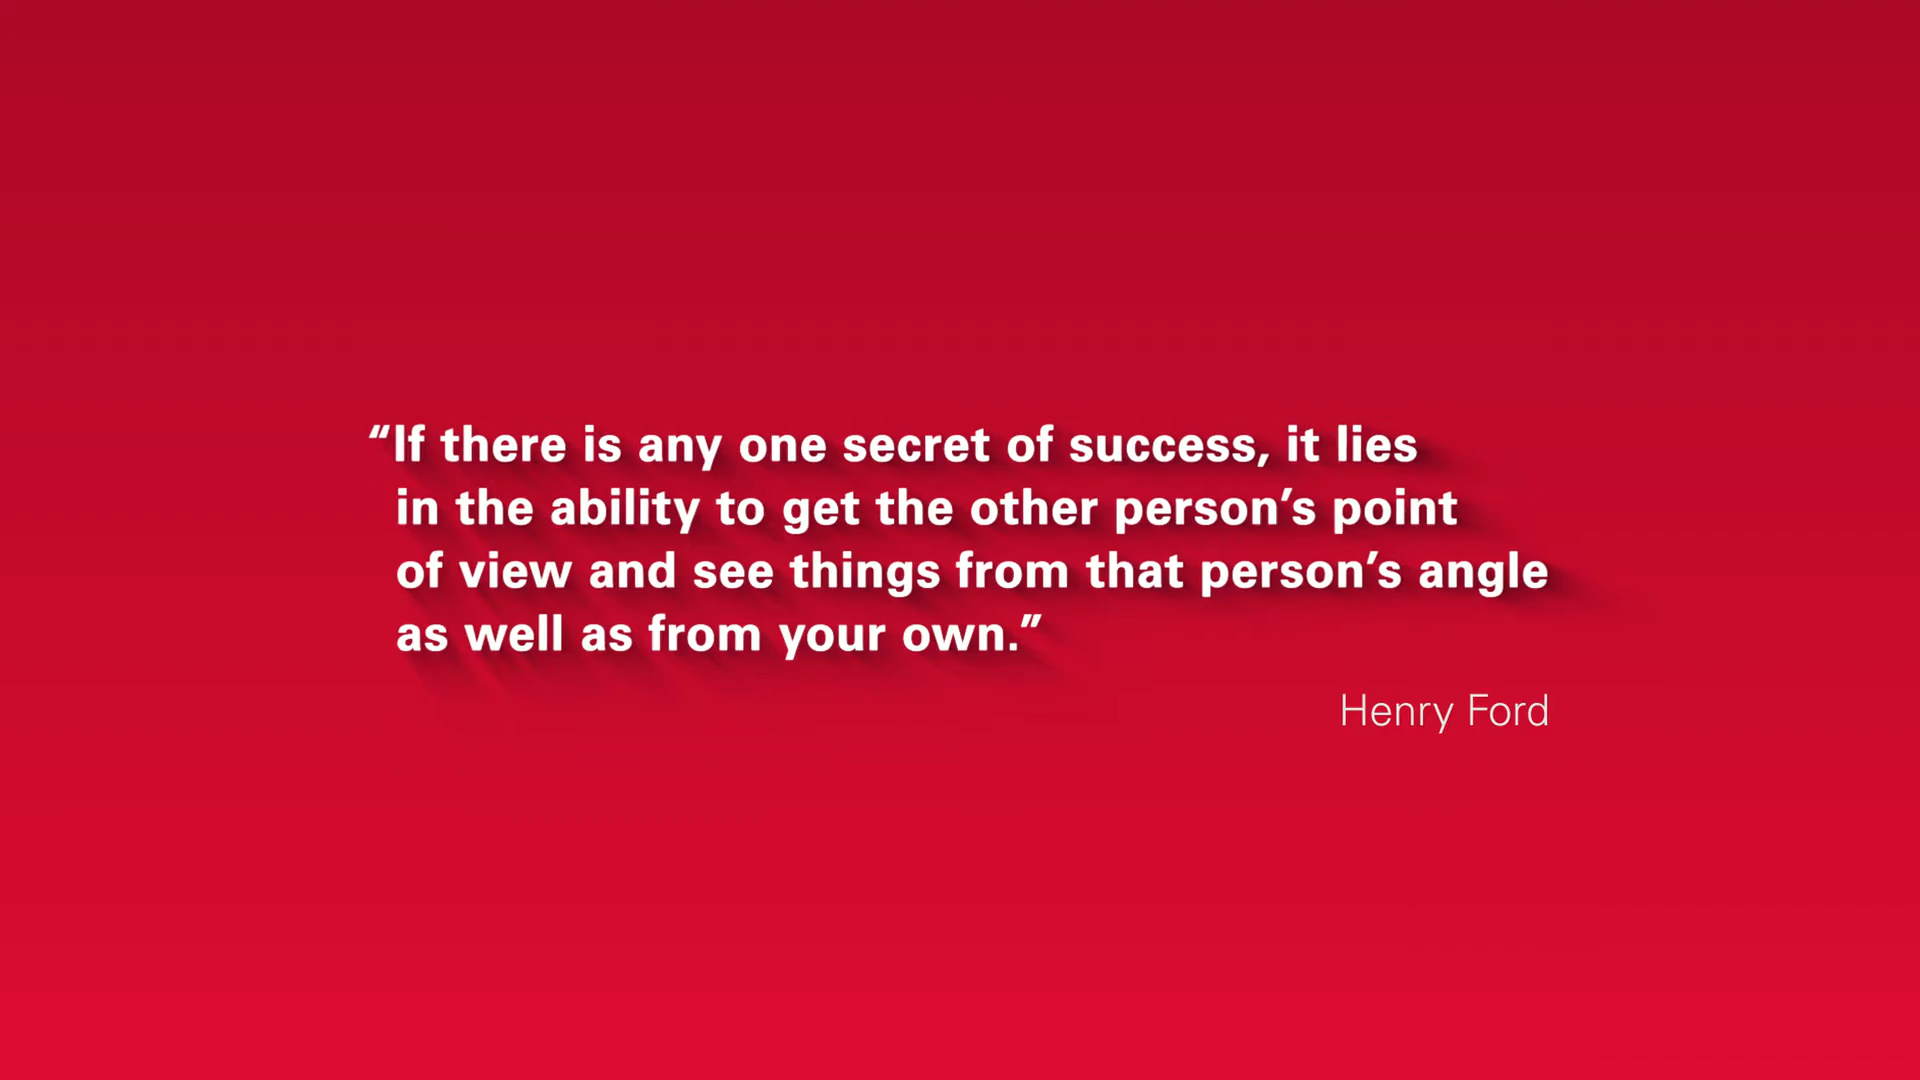 “If there is any one secret of success, it lies
in the ability to get the other person’s point
of view and see things from that person’s angle
as well as from your own.”
Henry Ford